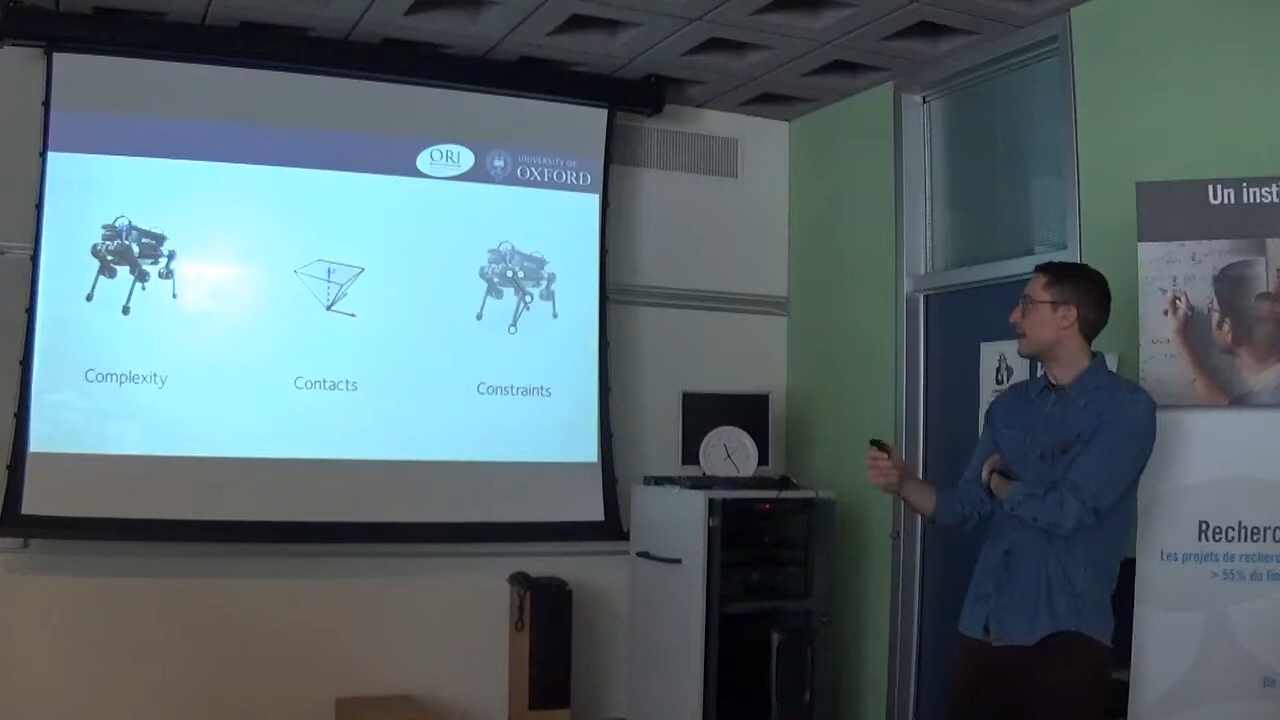 ORI
UNIVERSITY OF
OXFORD
Complexity
Contacts
Constraints
Un inst
Recherc
Les projets de recherc
> 55% du fin